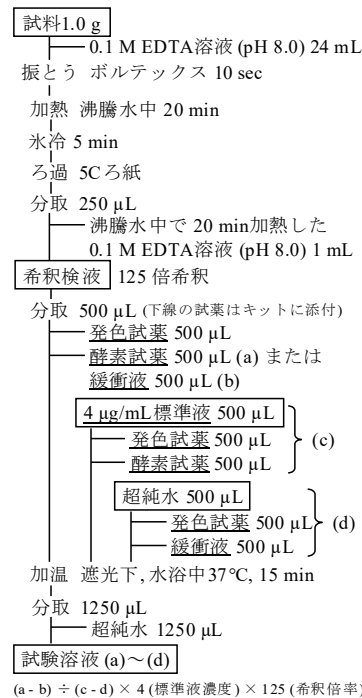 試料1.0 g
0.1 M EDTA溶液 (pH 8.0) 24 mL
振とう ボルテックス 10 sec
加熱 沸騰水中 20 min
氷冷 5 min
ろ過 5Cろ紙
分取 250 µL
沸騰水中で 20 min加熱した
0.1 M EDTA溶液 (pH 8.0) 1 mL
希釈検液 125 倍希釈
分取 500 µL (下線の試薬はキットに添付)
発色試薬 500 µL
酵素試薬 500 µL (a) または
緩衝液 500 µL (b)
4 µg/mL標準液 500 µL
発色試薬 500 µL
酵素試薬 500 µL
(c)
超純水 500 µL
発色試薬 500 µL
緩衝液 500 µL
(d)
加温 遮光下, 水浴中37℃, 15 min
分取 1250 µL
超純水 1250 µL
試験溶液 (a)~(d)
(a - b) ÷ (c - d) × 4 (標準液濃度) × 125 (希釈倍率)